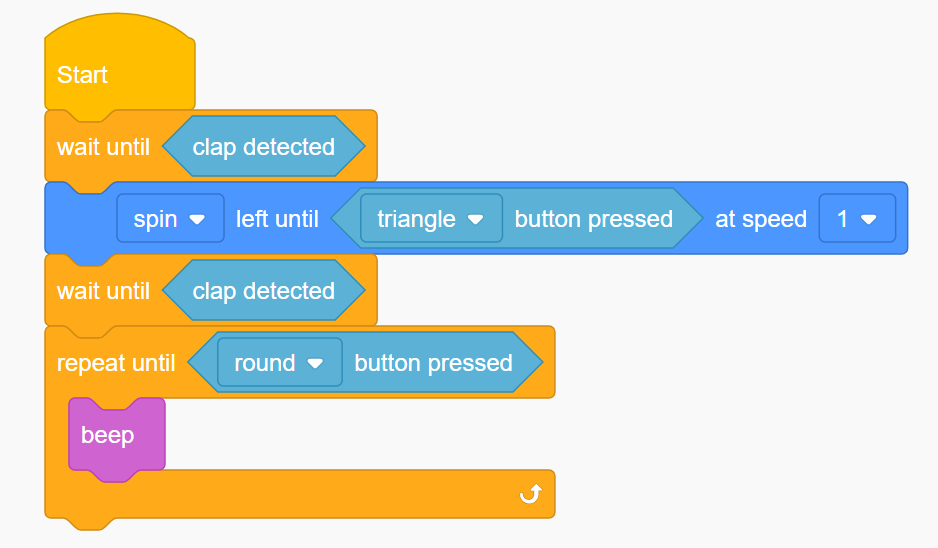 Start
wait until clap detected
spin left until triangle button pressed at speed 1
wait until clap detected
repeat until round button pressed
beep